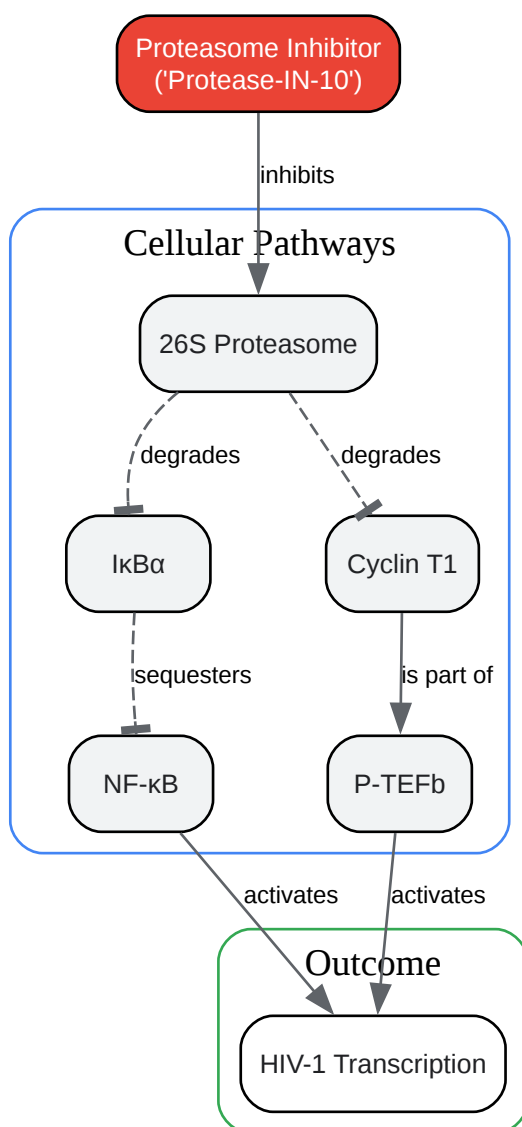 Proteasome Inhibitor
('Protease-IN-10')
inhibits
Cellular Pathways
26S Proteasome
degrades
degrades
IκBα
Cyclin T1
sequesters
is part of
NF-κB
P-TEFb
activates
activates
Outcome
HIV-1 Transcription